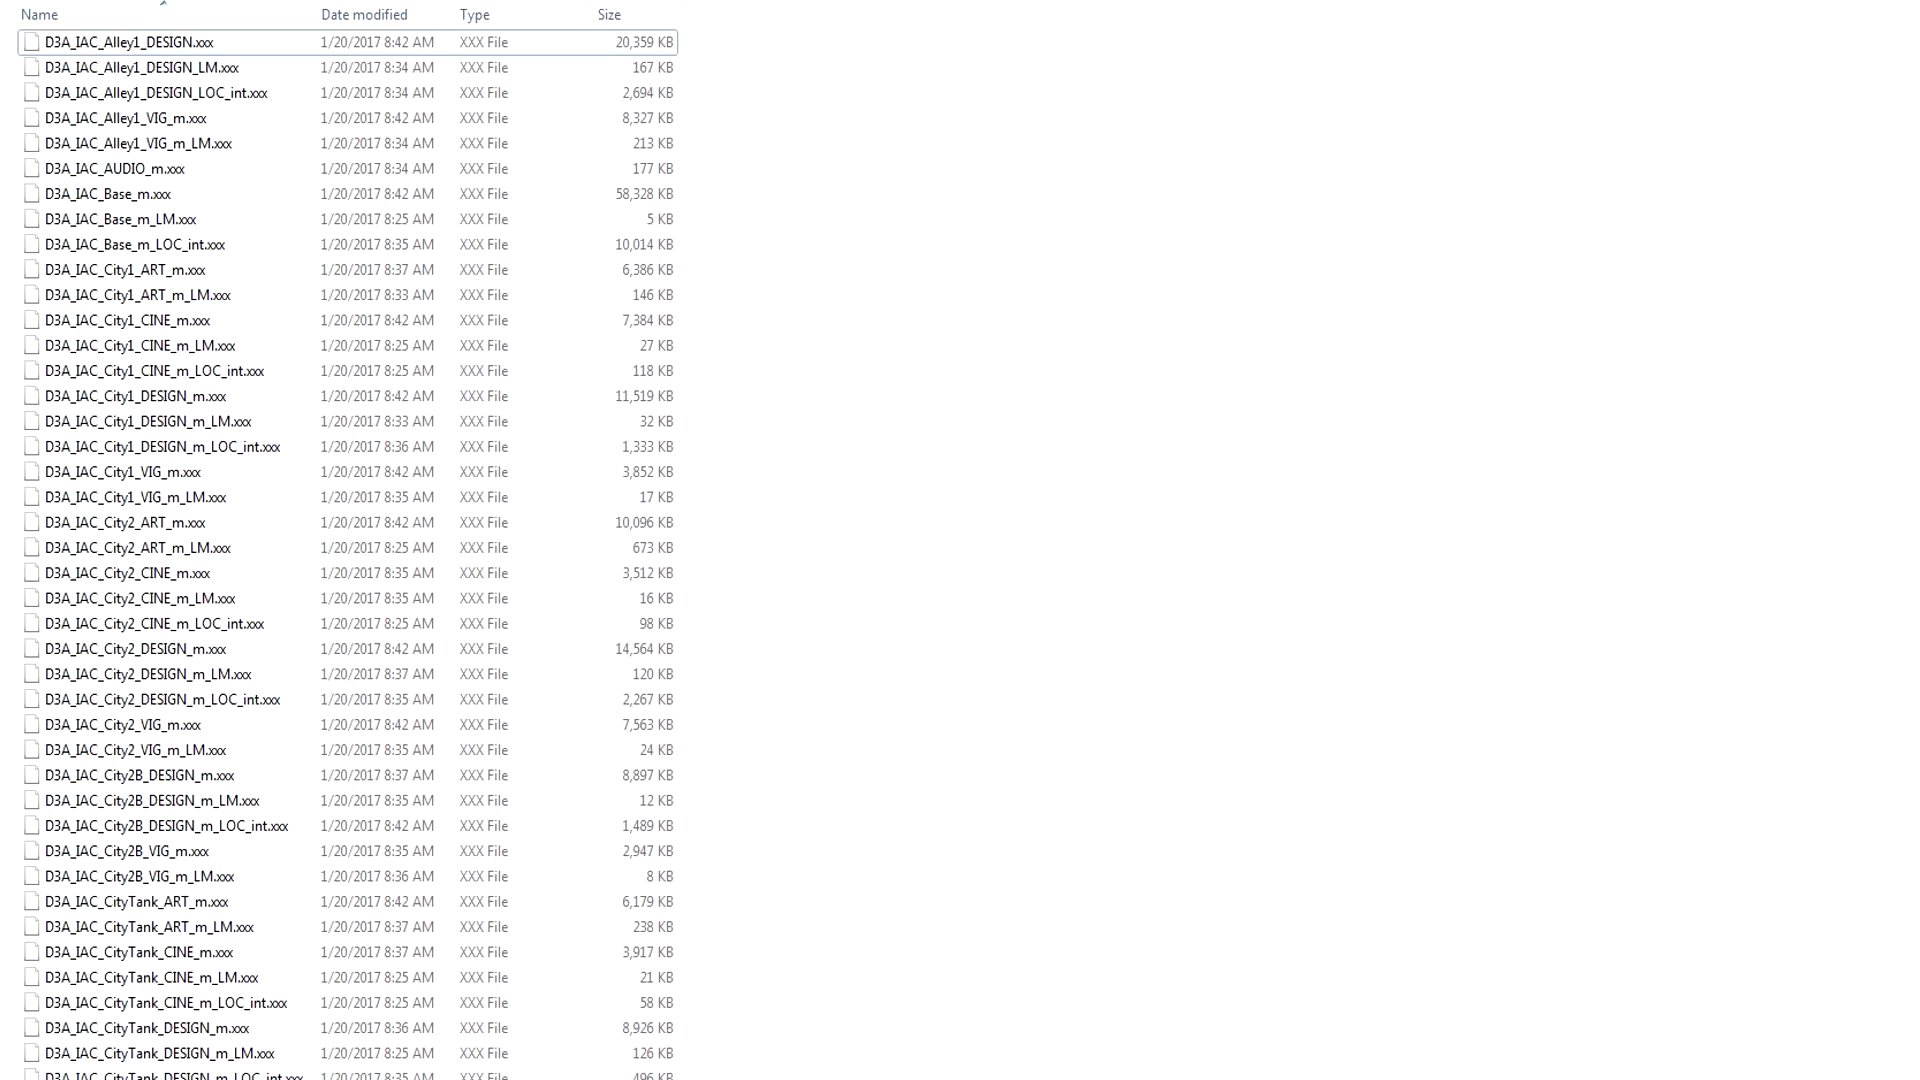 Name Date modified Type Size
D3A_IAC_Alley1_DESIGN.xxx 1/20/2017 8:42 AM XXX File 20,359 KB
D3A_IAC_Alley1_DESIGN_LM.xxx 1/20/2017 8:34 AM XXX File 167 KB
D3A_IAC_Alley1_DESIGN_LOC_int.xxx 1/20/2017 8:34 AM XXX File 2,694 KB
D3A_IAC_Alley1_VIG_m.xxx 1/20/2017 8:42 AM XXX File 8,327 KB
D3A_IAC_Alley1_VIG_m_LM.xxx 1/20/2017 8:34 AM XXX File 213 KB
D3A_IAC_AUDIO_m.xxx 1/20/2017 8:34 AM XXX File 177 KB
D3A_IAC_Base_m.xxx 1/20/2017 8:42 AM XXX File 58,328 KB
D3A_IAC_Base_m_LM.xxx 1/20/2017 8:25 AM XXX File 5 KB
D3A_IAC_Base_m_LOC_int.xxx 1/20/2017 8:35 AM XXX File 10,014 KB
D3A_IAC_City1_ART_m.xxx 1/20/2017 8:37 AM XXX File 6,386 KB
D3A_IAC_City1_ART_m_LM.xxx 1/20/2017 8:33 AM XXX File 146 KB
D3A_IAC_City1_CINE_m.xxx 1/20/2017 8:42 AM XXX File 7,384 KB
D3A_IAC_City1_CINE_m_LM.xxx 1/20/2017 8:25 AM XXX File 27 KB
D3A_IAC_City1_CINE_m_LOC_int.xxx 1/20/2017 8:25 AM XXX File 118 KB
D3A_IAC_City1_DESIGN_m.xxx 1/20/2017 8:42 AM XXX File 11,519 KB
D3A_IAC_City1_DESIGN_m_LM.xxx 1/20/2017 8:33 AM XXX File 32 KB
D3A_IAC_City1_DESIGN_m_LOC_int.xxx 1/20/2017 8:36 AM XXX File 1,333 KB
D3A_IAC_City1_VIG_m.xxx 1/20/2017 8:42 AM XXX File 3,852 KB
D3A_IAC_City1_VIG_m_LM.xxx 1/20/2017 8:35 AM XXX File 17 KB
D3A_IAC_City2_ART_m.xxx 1/20/2017 8:42 AM XXX File 10,096 KB
D3A_IAC_City2_ART_m_LM.xxx 1/20/2017 8:25 AM XXX File 673 KB
D3A_IAC_City2_CINE_m.xxx 1/20/2017 8:35 AM XXX File 3,512 KB
D3A_IAC_City2_CINE_m_LM.xxx 1/20/2017 8:35 AM XXX File 16 KB
D3A_IAC_City2_CINE_m_LOC_int.xxx 1/20/2017 8:25 AM XXX File 98 KB
D3A_IAC_City2_DESIGN_m.xxx 1/20/2017 8:42 AM XXX File 14,564 KB
D3A_IAC_City2_DESIGN_m_LM.xxx 1/20/2017 8:37 AM XXX File 120 KB
D3A_IAC_City2_DESIGN_m_LOC_int.xxx 1/20/2017 8:35 AM XXX File 2,267 KB
D3A_IAC_City2_VIG_m.xxx 1/20/2017 8:42 AM XXX File 7,563 KB
D3A_IAC_City2_VIG_m_LM.xxx 1/20/2017 8:35 AM XXX File 24 KB
D3A_IAC_City2B_DESIGN_m.xxx 1/20/2017 8:37 AM XXX File 8,897 KB
D3A_IAC_City2B_DESIGN_m_LM.xxx 1/20/2017 8:35 AM XXX File 12 KB
D3A_IAC_City2B_DESIGN_m_LOC_int.xxx 1/20/2017 8:42 AM XXX File 1,489 KB
D3A_IAC_City2B_VIG_m.xxx 1/20/2017 8:35 AM XXX File 2,947 KB
D3A_IAC_City2B_VIG_m_LM.xxx 1/20/2017 8:36 AM XXX File 8 KB
D3A_IAC_CityTank_ART_m.xxx 1/20/2017 8:42 AM XXX File 6,179 KB
D3A_IAC_CityTank_ART_m_LM.xxx 1/20/2017 8:37 AM XXX File 238 KB
D3A_IAC_CityTank_CINE_m.xxx 1/20/2017 8:37 AM XXX File 3,917 KB
D3A_IAC_CityTank_CINE_m_LM.xxx 1/20/2017 8:25 AM XXX File 21 KB
D3A_IAC_CityTank_CINE_m_LOC_int.xxx 1/20/2017 8:25 AM XXX File 58 KB
D3A_IAC_CityTank_DESIGN_m.xxx 1/20/2017 8:36 AM XXX File 8,926 KB
D3A_IAC_CityTank_DESIGN_m_LM.xxx 1/20/2017 8:25 AM XXX File 126 KB
D3A_IAC_CityTank_DESIGN_m_LOC_int.xxx 1/20/2017 8:35 AM XXX File 496 KB